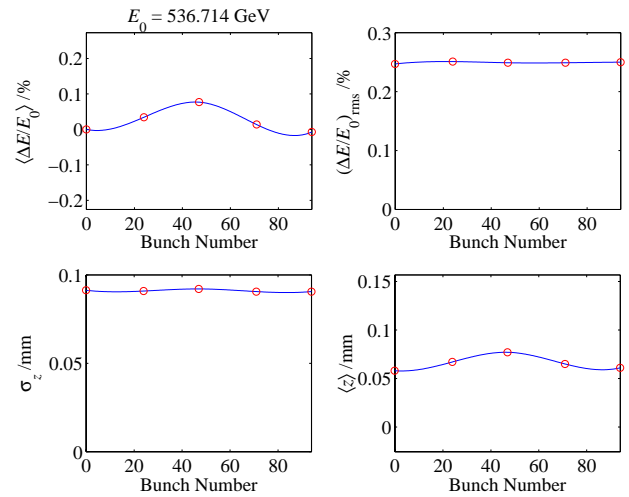 E₀ = 536.714 GeV
⟨ΔE/E₀⟩ /%
0.2
0.1
0
−0.1
−0.2
0 20 40 60 80
Bunch Number
(ΔE/E₀)rms /%
0.3
0.2
0.1
0
0 20 40 60 80
Bunch Number
σz /mm
0.1
0.05
0
0 20 40 60 80
Bunch Number
⟨z⟩ /mm
0.15
0.1
0.05
0
0 20 40 60 80
Bunch Number